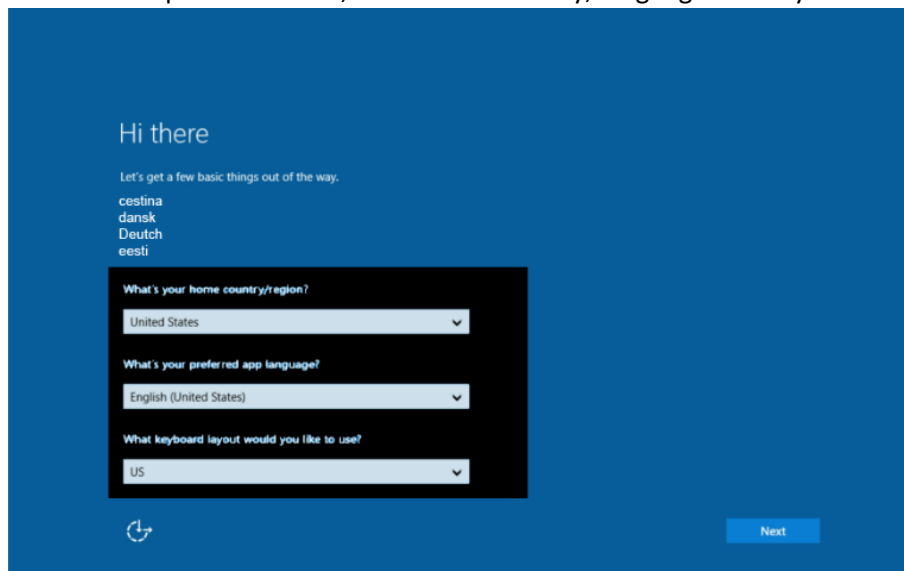 Hi there
Let's get a few basic things out of the way.
cestina
dansk
Deutch
eesti
What's your home country/region?
United States
What's your preferred app language?
English (United States)
What keyboard layout would you like to use?
US
Next